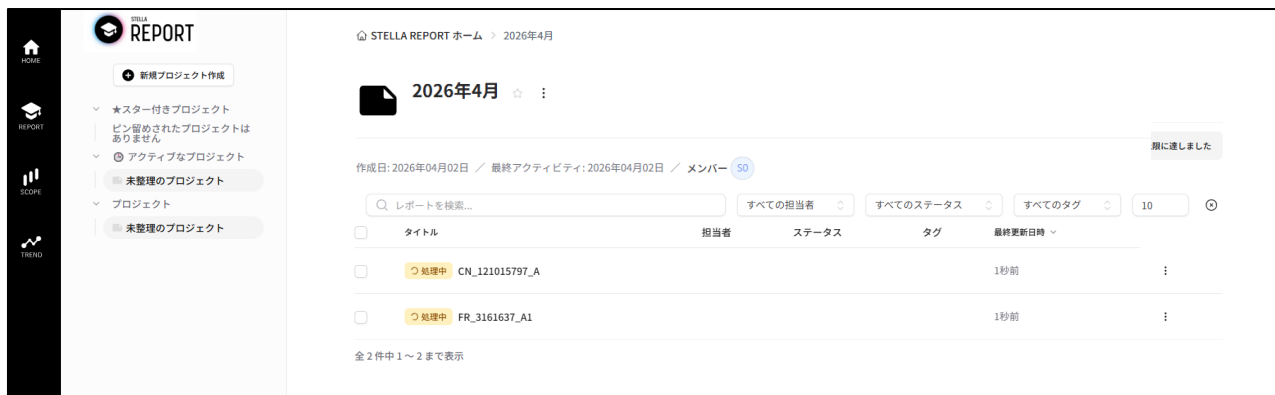 STELLA
REPORT
HOME
REPORT
SCOPE
TREND
新規プロジェクト作成
★スター付きプロジェクト
ピン留めされたプロジェクトは
ありません
アクティブなプロジェクト
未整理のプロジェクト
プロジェクト
未整理のプロジェクト
STELLA REPORT ホーム > 2026年4月
2026年4月
限に達しました
作成日: 2026年04月02日 ／ 最終アクティビティ: 2026年04月02日 ／ メンバー SO
レポートを検索... すべての担当者 すべてのステータス すべてのタグ 10
タイトル 担当者 ステータス タグ 最終更新日時
処理中 CN_121015797_A 1秒前
処理中 FR_3161637_A1 1秒前
全 2 件中 1 ～ 2 まで表示